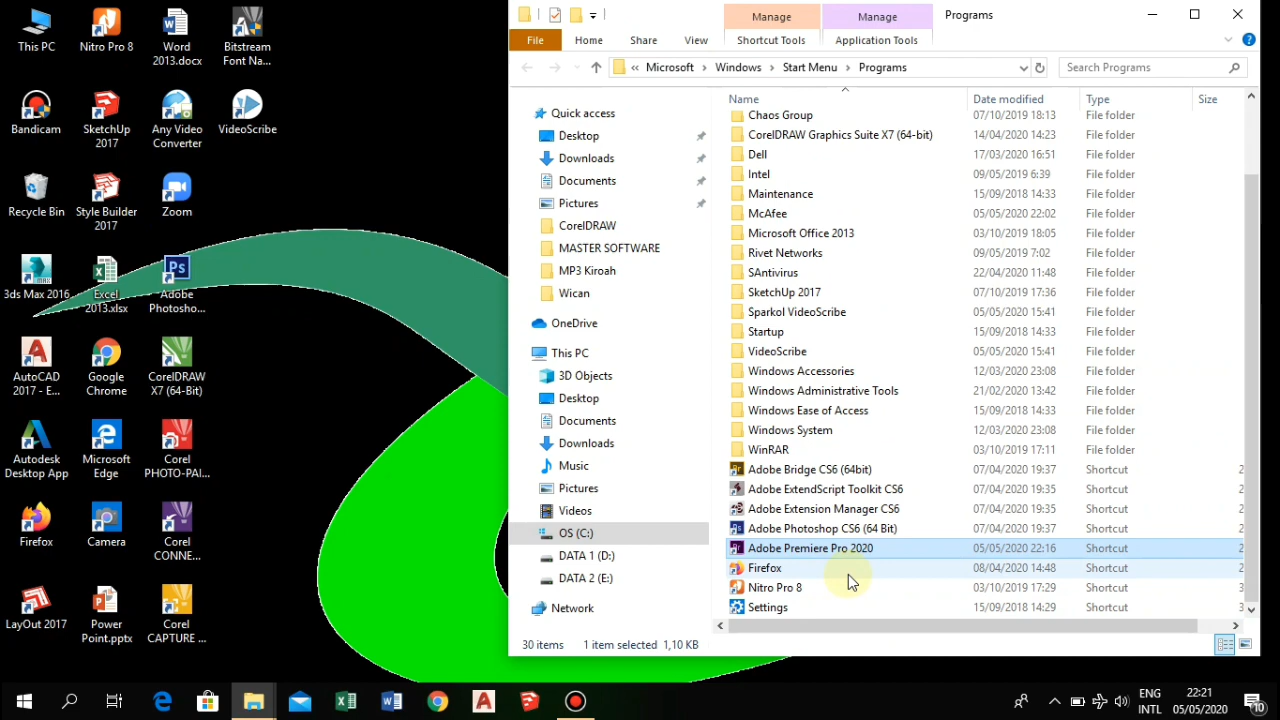 This PC
Nitro Pro 8
Word
2013.docx
Bitstream
Font Na...
Bandicam
SketchUp
2017
Any Video
Converter
VideoScribe
Recycle Bin
Style Builder
2017
Zoom
3ds Max 2016
Excel
2013.xlsx
Ps
Adobe
Photosho...
AutoCAD
2017 - E...
Google
Chrome
CorelDRAW
X7 (64-Bit)
Autodesk
Desktop App
Microsoft
Edge
Corel
PHOTO-PAI...
Firefox
Camera
Corel
CONNE...
LayOut 2017
Power
Point.pptx
Corel
CAPTURE ...
Manage
Manage
Programs
File
Home
Share
View
Shortcut Tools
Application Tools
« Microsoft > Windows > Start Menu > Programs
Search Programs
Quick access
Desktop
Downloads
Documents
Pictures
CorelDRAW
MASTER SOFTWARE
MP3 Kiroah
Wican
OneDrive
This PC
3D Objects
Desktop
Documents
Downloads
Music
Pictures
Videos
OS (C:)
DATA 1 (D:)
DATA 2 (E:)
Network
Name Date modified Type Size
Chaos Group 07/10/2019 18:13 File folder
CorelDRAW Graphics Suite X7 (64-bit) 14/04/2020 14:23 File folder
Dell 17/03/2020 16:51 File folder
Intel 09/05/2019 6:39 File folder
Maintenance 15/09/2018 14:33 File folder
McAfee 05/05/2020 22:02 File folder
Microsoft Office 2013 03/10/2019 18:05 File folder
Rivet Networks 09/05/2019 7:02 File folder
SAntivirus 22/04/2020 11:48 File folder
SketchUp 2017 07/10/2019 17:36 File folder
Sparkol VideoScribe 05/05/2020 15:41 File folder
Startup 15/09/2018 14:33 File folder
VideoScribe 05/05/2020 15:41 File folder
Windows Accessories 12/03/2020 23:08 File folder
Windows Administrative Tools 21/02/2020 13:42 File folder
Windows Ease of Access 15/09/2018 14:33 File folder
Windows System 12/03/2020 23:08 File folder
WinRAR 03/10/2019 17:11 File folder
Adobe Bridge CS6 (64bit) 07/04/2020 19:37 Shortcut 2
Adobe ExtendScript Toolkit CS6 07/04/2020 19:35 Shortcut 2
Adobe Extension Manager CS6 07/04/2020 19:35 Shortcut 2
Adobe Photoshop CS6 (64 Bit) 07/04/2020 19:37 Shortcut 2
Adobe Premiere Pro 2020 05/05/2020 22:16 Shortcut 2
Firefox 08/04/2020 14:48 Shortcut 2
Nitro Pro 8 03/10/2019 17:29 Shortcut 3
Settings 15/09/2018 14:29 Shortcut 3
30 items 1 item selected 1,10 KB
ENG
INTL
22:21
05/05/2020
10